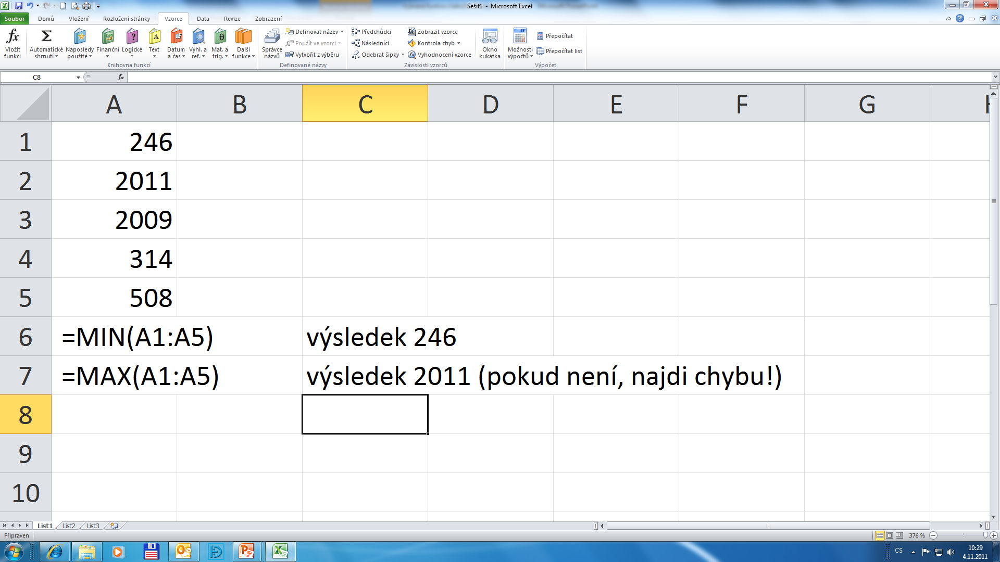 Sešit1 - Microsoft Excel
Soubor Domů Vložení Rozložení stránky Vzorce Data Revize Zobrazení
Vložit funkci
Automatické shrnutí
Naposledy použité
Finanční
Logické
Text
Datum a čas
Vyhl. a ref.
Mat. a trig.
Další funkce
Knihovna funkcí
Správce názvů
Definovat název
Použít ve vzorci
Vytvořit z výběru
Definované názvy
Předchůdci
Následníci
Odebrat šipky
Zobrazit vzorce
Kontrola chyb
Vyhodnocení vzorce
Závislosti vzorců
Okno kukátka
Možnosti výpočtů
Přepočítat
Přepočítat list
Výpočet
C8 fx
A B C D E F G
1 246
2 2011
3 2009
4 314
5 508
6 =MIN(A1:A5) výsledek 246
7 =MAX(A1:A5) výsledek 2011 (pokud není, najdi chybu!)
8
9
10
List1 List2 List3
Připraven 376 %
CS 10:29
4.11.2011